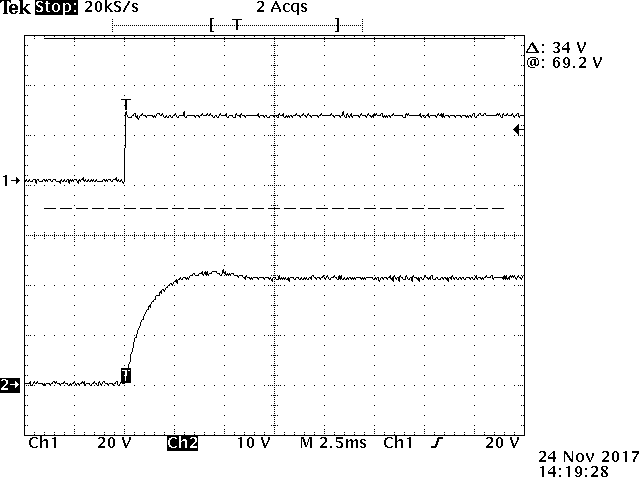 Tek Stop: 20kS/s 2 Acqs
[ T ]
Δ: 34 V
@: 69.2 V
T
1→
T
2→
Ch1 20 V Ch2 10 V M 2.5ms Ch1 ƒ 20 V
24 Nov 2017
14:19:28